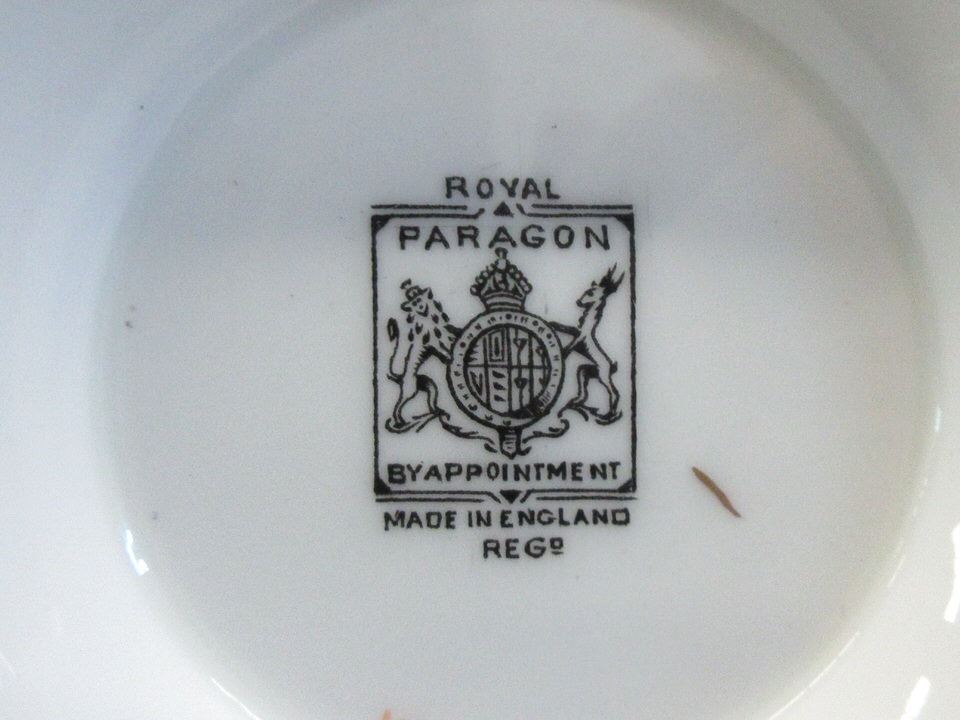 ROYAL
PARAGON
BY APPOINTMENT
MADE IN ENGLAND
REGᴰ